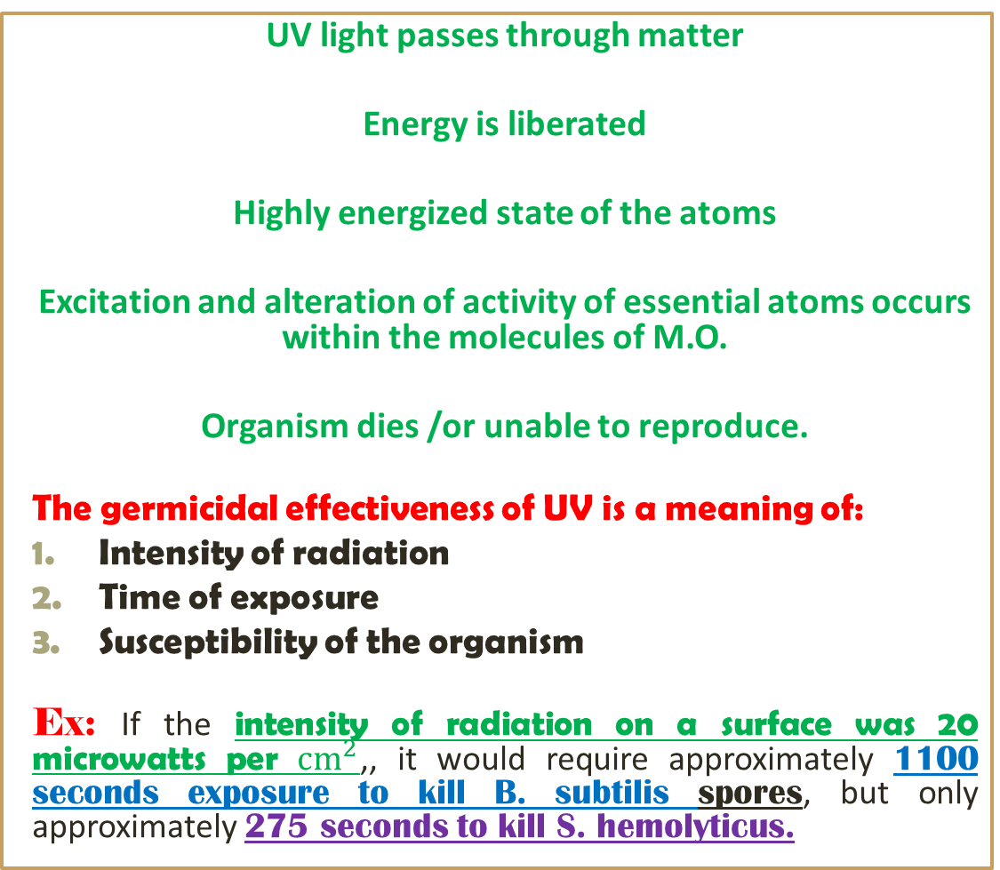 UV light passes through matter
Energy is liberated
Highly energized state of the atoms
Excitation and alteration of activity of essential atoms occurs
within the molecules of M.O.
Organism dies /or unable to reproduce.
The germicidal effectiveness of UV is a meaning of:
1. Intensity of radiation
2. Time of exposure
3. Susceptibility of the organism
Ex: If the intensity of radiation on a surface was 20
microwatts per cm²,, it would require approximately 1100
seconds exposure to kill B. subtilis spores, but only
approximately 275 seconds to kill S. hemolyticus.